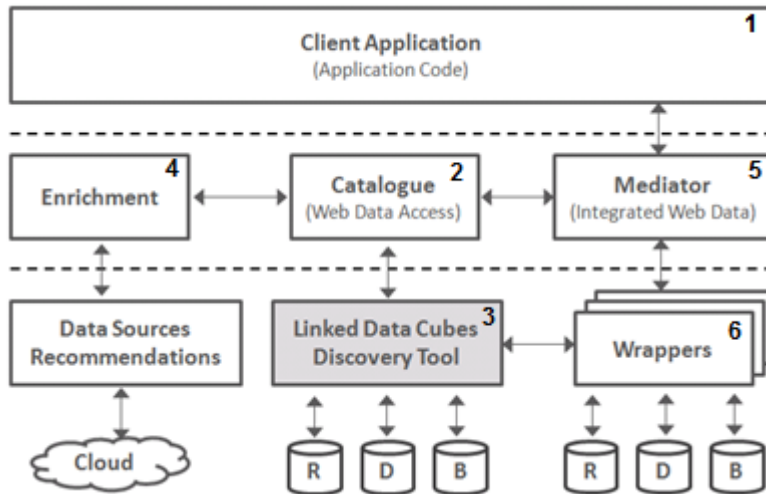 1
Client Application
(Application Code)
4
Enrichment
2
Catalogue
(Web Data Access)
5
Mediator
(Integrated Web Data)
Data Sources
Recommendations
3
Linked Data Cubes
Discovery Tool
6
Wrappers
Cloud
R
D
B
R
D
B